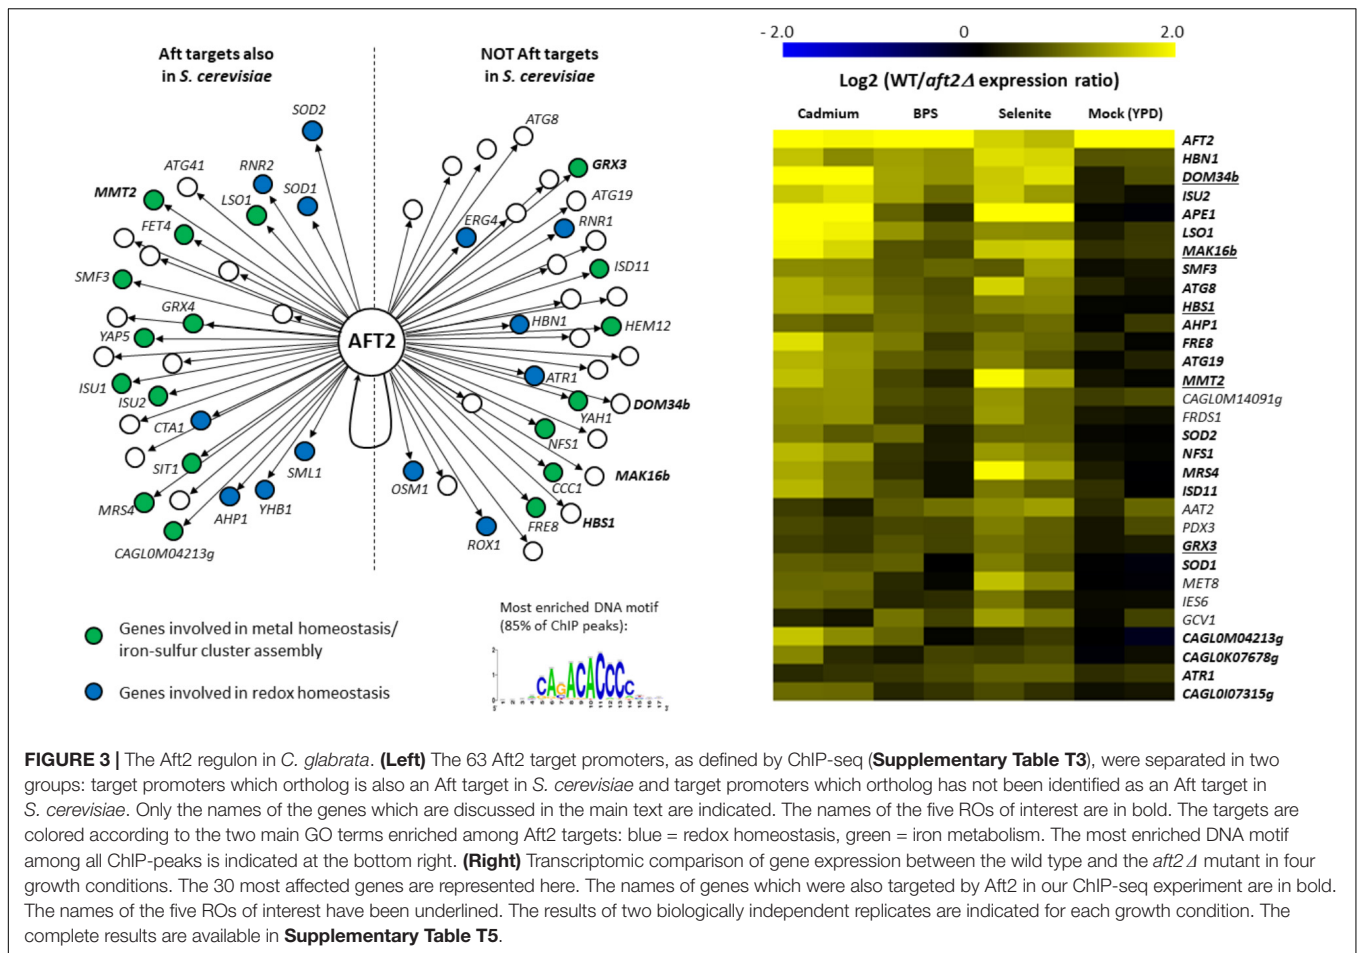 Aft targets also
in S. cerevisiae
NOT Aft targets
in S. cerevisiae
SOD2
ATG8
ATG41
RNR2
GRX3
MMT2
LSO1
SOD1
ATG19
FET4
ERG4
RNR1
SMF3
ISD11
GRX4
HBN1
HEM12
YAP5
AFT2
ISU1
ATR1
ISU2
DOM34b
CTA1
YAH1
NFS1
SIT1
SML1
MAK16b
OSM1
CCC1
MRS4
AHP1
YHB1
FRE8
HBS1
ROX1
CAGL0M04213g
Genes involved in metal homeostasis/
iron-sulfur cluster assembly
Genes involved in redox homeostasis
Most enriched DNA motif
(85% of ChIP peaks):
CAGACACCCC
- 2.0 0 2.0
Log2 (WT/aft2Δ expression ratio)
Cadmium BPS Selenite Mock (YPD)
AFT2
HBN1
DOM34b
ISU2
APE1
LSO1
MAK16b
SMF3
ATG8
HBS1
AHP1
FRE8
ATG19
MMT2
CAGL0M14091g
FRDS1
SOD2
NFS1
MRS4
ISD11
AAT2
PDX3
GRX3
SOD1
MET8
IES6
GCV1
CAGL0M04213g
CAGL0K07678g
ATR1
CAGL0I07315g
FIGURE 3 | The Aft2 regulon in C. glabrata. (Left) The 63 Aft2 target promoters, as defined by ChIP-seq (Supplementary Table T3), were separated in two
groups: target promoters which ortholog is also an Aft target in S. cerevisiae and target promoters which ortholog has not been identified as an Aft target in
S. cerevisiae. Only the names of the genes which are discussed in the main text are indicated. The names of the five ROs of interest are in bold. The targets are
colored according to the two main GO terms enriched among Aft2 targets: blue = redox homeostasis, green = iron metabolism. The most enriched DNA motif
among all ChIP-peaks is indicated at the bottom right. (Right) Transcriptomic comparison of gene expression between the wild type and the aft2Δ mutant in four
growth conditions. The 30 most affected genes are represented here. The names of genes which were also targeted by Aft2 in our ChIP-seq experiment are in bold.
The names of the five ROs of interest have been underlined. The results of two biologically independent replicates are indicated for each growth condition. The
complete results are available in Supplementary Table T5.